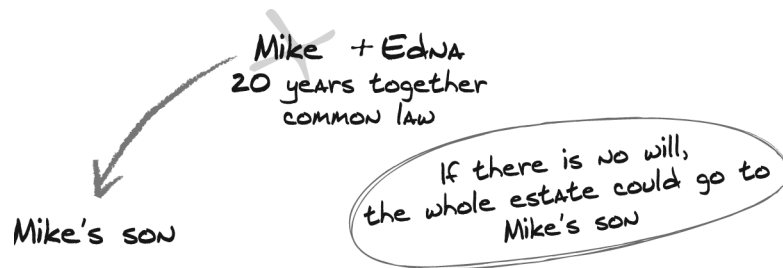 Mike + Edna
20 years together
common law
If there is no will,
the whole estate could go to
Mike's son
Mike's son